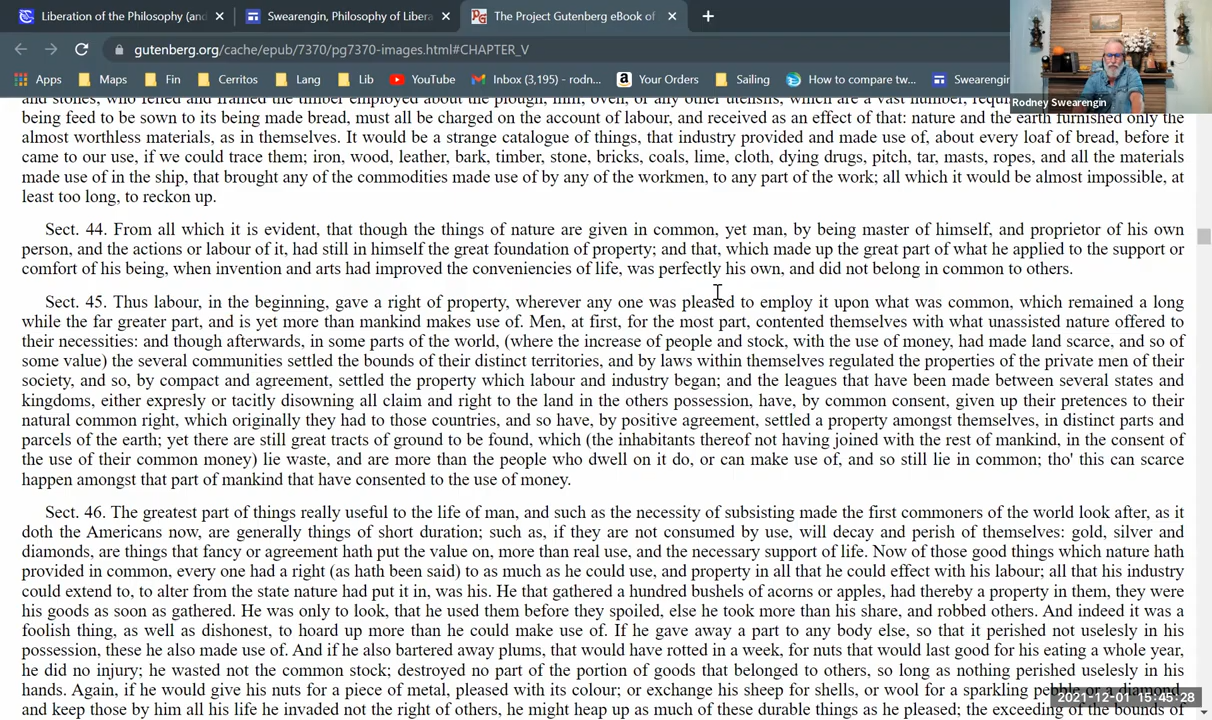 Liberation of the Philosophy (and
Swearengin, Philosophy of Libera
The Project Gutenberg eBook of
gutenberg.org/cache/epub/7370/pg7370-images.html#CHAPTER_V
Apps Maps Fin Cerritos Lang Lib YouTube Inbox (3,195) - rodn... Your Orders Sailing How to compare tw... Swearengin
Rodney Swearengin
and stones, who felled and framed the timber employed about the plough, mill, oven, or any other utensils, which are a vast number, requi
being feed to be sown to its being made bread, must all be charged on the account of labour, and received as an effect of that: nature and the earth furnished only the
almost worthless materials, as in themselves. It would be a strange catalogue of things, that industry provided and made use of, about every loaf of bread, before it
came to our use, if we could trace them; iron, wood, leather, bark, timber, stone, bricks, coals, lime, cloth, dying drugs, pitch, tar, masts, ropes, and all the materials
made use of in the ship, that brought any of the commodities made use of by any of the workmen, to any part of the work; all which it would be almost impossible, at
least too long, to reckon up.
Sect. 44. From all which it is evident, that though the things of nature are given in common, yet man, by being master of himself, and proprietor of his own
person, and the actions or labour of it, had still in himself the great foundation of property; and that, which made up the great part of what he applied to the support or
comfort of his being, when invention and arts had improved the conveniencies of life, was perfectly his own, and did not belong in common to others.
Sect. 45. Thus labour, in the beginning, gave a right of property, wherever any one was pleased to employ it upon what was common, which remained a long
while the far greater part, and is yet more than mankind makes use of. Men, at first, for the most part, contented themselves with what unassisted nature offered to
their necessities: and though afterwards, in some parts of the world, (where the increase of people and stock, with the use of money, had made land scarce, and so of
some value) the several communities settled the bounds of their distinct territories, and by laws within themselves regulated the properties of the private men of their
society, and so, by compact and agreement, settled the property which labour and industry began; and the leagues that have been made between several states and
kingdoms, either expresly or tacitly disowning all claim and right to the land in the others possession, have, by common consent, given up their pretences to their
natural common right, which originally they had to those countries, and so have, by positive agreement, settled a property amongst themselves, in distinct parts and
parcels of the earth; yet there are still great tracts of ground to be found, which (the inhabitants thereof not having joined with the rest of mankind, in the consent of
the use of their common money) lie waste, and are more than the people who dwell on it do, or can make use of, and so still lie in common; tho' this can scarce
happen amongst that part of mankind that have consented to the use of money.
Sect. 46. The greatest part of things really useful to the life of man, and such as the necessity of subsisting made the first commoners of the world look after, as it
doth the Americans now, are generally things of short duration; such as, if they are not consumed by use, will decay and perish of themselves: gold, silver and
diamonds, are things that fancy or agreement hath put the value on, more than real use, and the necessary support of life. Now of those good things which nature hath
provided in common, every one had a right (as hath been said) to as much as he could use, and property in all that he could effect with his labour; all that his industry
could extend to, to alter from the state nature had put it in, was his. He that gathered a hundred bushels of acorns or apples, had thereby a property in them, they were
his goods as soon as gathered. He was only to look, that he used them before they spoiled, else he took more than his share, and robbed others. And indeed it was a
foolish thing, as well as dishonest, to hoard up more than he could make use of. If he gave away a part to any body else, so that it perished not uselesly in his
possession, these he also made use of. And if he also bartered away plums, that would have rotted in a week, for nuts that would last good for his eating a whole year,
he did no injury; he wasted not the common stock; destroyed no part of the portion of goods that belonged to others, so long as nothing perished uselesly in his
hands. Again, if he would give his nuts for a piece of metal, pleased with its colour; or exchange his sheep for shells, or wool for a sparkling pebble or a diamond,
and keep those by him all his life he invaded not the right of others, he might heap up as much of these durable things as he pleased; the exceeding of the bounds of
2021-12-01 15:45:28